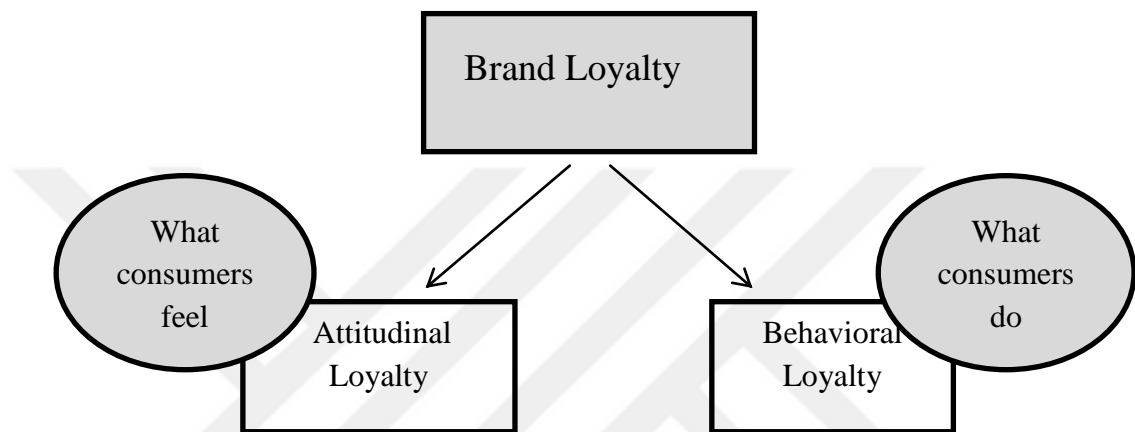 Brand Loyalty
What
consumers
feel
Attitudinal
Loyalty
What
consumers
do
Behavioral
Loyalty